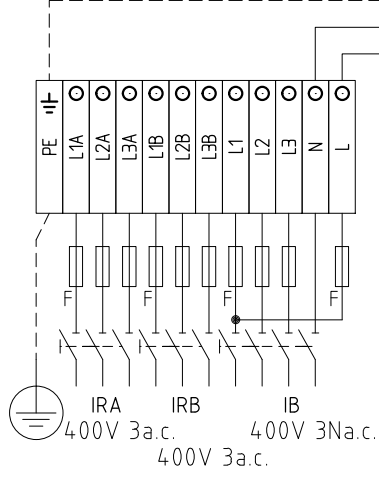 PE L1A L2A L3A L1B L2B L3B L1 L2 L3 N L
F F F F
IRA IRB IB
400V 3a.c. 400V 3Na.c.
400V 3a.c.